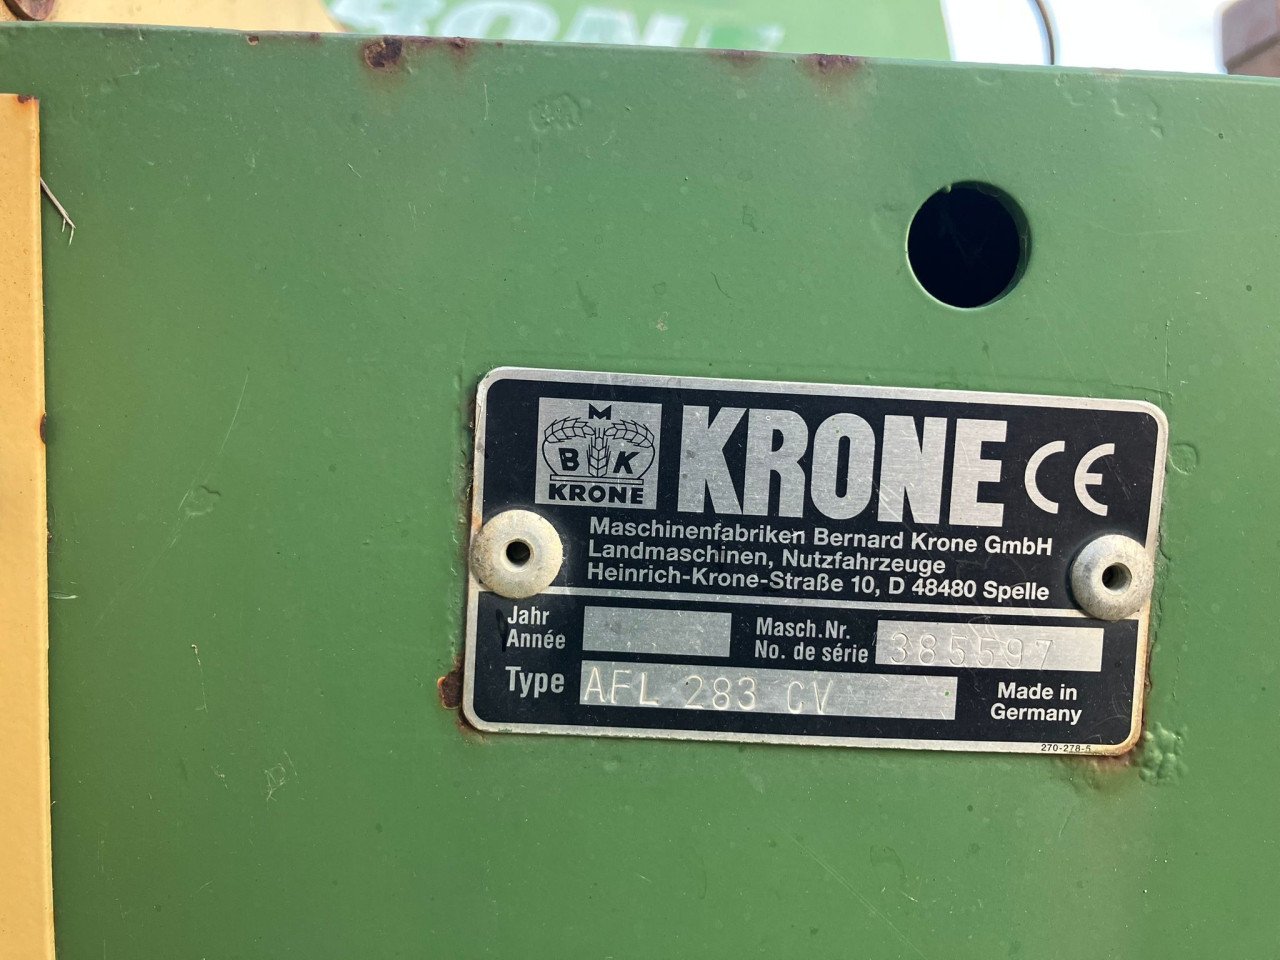 KRONE
M
B K
KRONE
KRONE CE
Maschinenfabriken Bernard Krone GmbH
Landmaschinen, Nutzfahrzeuge
Heinrich-Krone-Straße 10, D 48480 Spelle
Jahr
Année
Masch.Nr.
No. de série 385597
Type AFL 283 CV
Made in
Germany
270-278-5